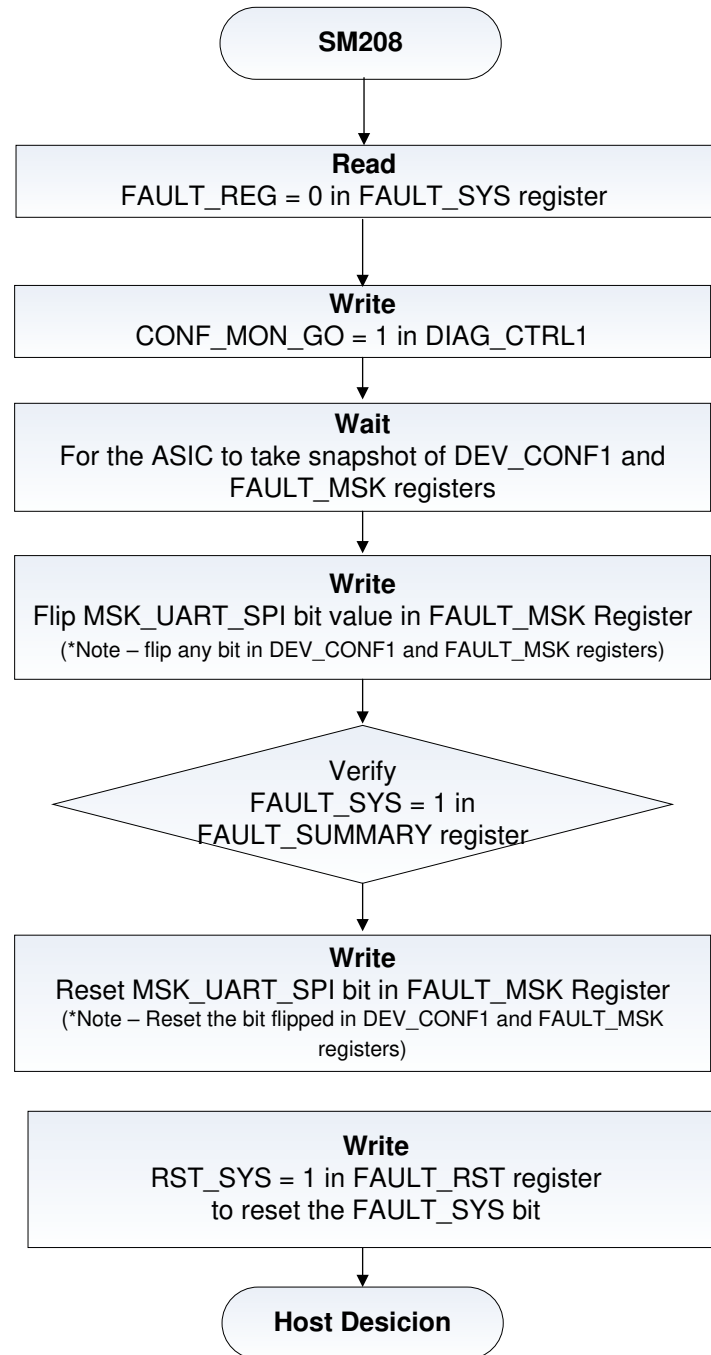 SM208
Read
FAULT_REG = 0 in FAULT_SYS register
Write
CONF_MON_GO = 1 in DIAG_CTRL1
Wait
For the ASIC to take snapshot of DEV_CONF1 and
FAULT_MSK registers
Write
Flip MSK_UART_SPI bit value in FAULT_MSK Register
(*Note – flip any bit in DEV_CONF1 and FAULT_MSK registers)
Verify
FAULT_SYS = 1 in
FAULT_SUMMARY register
Write
Reset MSK_UART_SPI bit in FAULT_MSK Register
(*Note – Reset the bit flipped in DEV_CONF1 and FAULT_MSK
registers)
Write
RST_SYS = 1 in FAULT_RST register
to reset the FAULT_SYS bit
Host Desicion